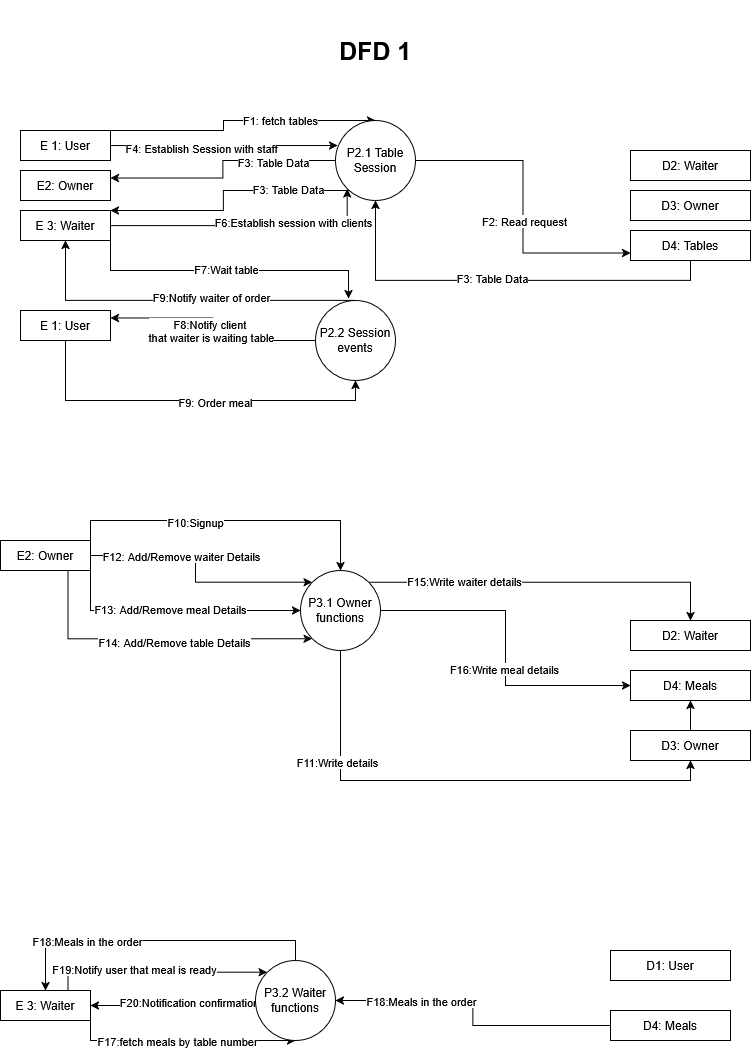 DFD 1
F1: fetch tables
E 1: User
F4: Establish Session with staff
P2.1 Table
Session
F3: Table Data
D2: Waiter
E2: Owner
F3: Table Data
D3: Owner
E 3: Waiter
F6:Establish session with clients
F2: Read request
D4: Tables
F7:Wait table
F3: Table Data
F9:Notify waiter of order
E 1: User
F8:Notify client
that waiter is waiting table
P2.2 Session
events
F9: Order meal
F10:Signup
E2: Owner
F12: Add/Remove waiter Details
F15:Write waiter details
F13: Add/Remove meal Details
P3.1 Owner
functions
F14: Add/Remove table Details
D2: Waiter
F16:Write meal details
D4: Meals
D3: Owner
F11:Write details
F18:Meals in the order
F19:Notify user that meal is ready
D1: User
E 3: Waiter
F20:Notification confirmation
P3.2 Waiter
functions
F18:Meals in the order
D4: Meals
F17:fetch meals by table number